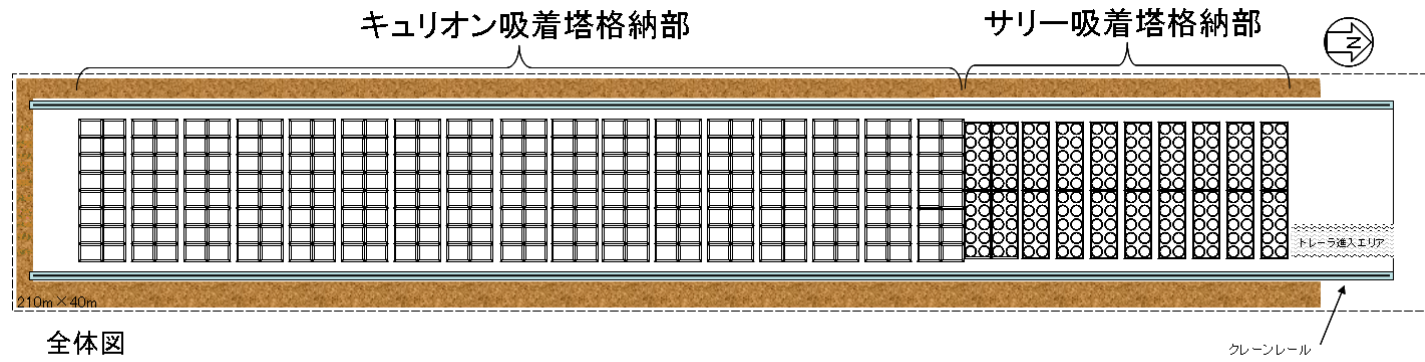 キュリオン吸着塔格納部
サリー吸着塔格納部
N
トレーラ進入エリア
210m×40m
全体図
クレーンレール